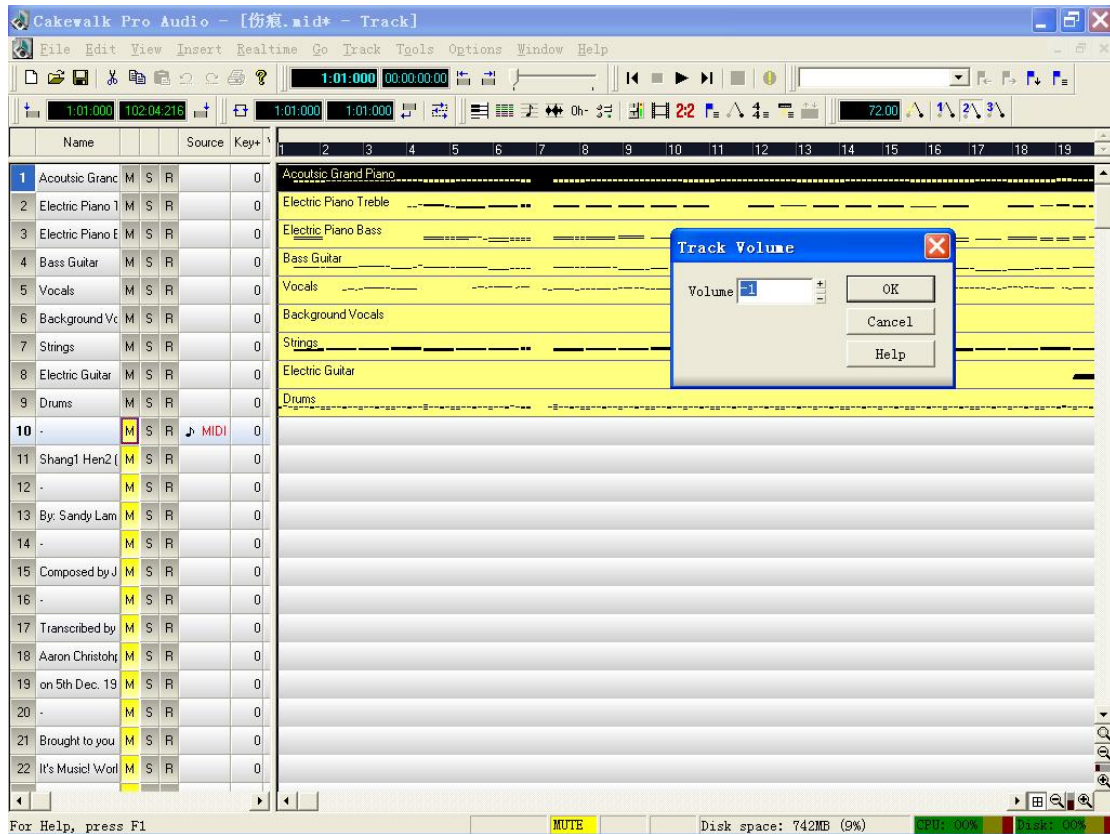 Cakewalk Pro Audio - [伤痕.mid* - Track]
File Edit View Insert Realtime Go Track Tools Options Window Help
1:01:000 00:00:00:00
1:01:000 102:04:216 1:01:000 1:01:000 2:2 72.00
Name Source Key+
1 2 3 4 5 6 7 8 9 10 11 12 13 14 15 16 17 18 19
1 Acoutsic Granc M S R 0 Acoutsic Grand Piano
2 Electric Piano T M S R 0 Electric Piano Treble
3 Electric Piano E M S R 0 Electric Piano Bass
4 Bass Guitar M S R 0 Bass Guitar
5 Vocals M S R 0 Vocals
6 Background Vc M S R 0 Background Vocals
7 Strings M S R 0 Strings
8 Electric Guitar M S R 0 Electric Guitar
9 Drums M S R 0 Drums
10 - M S R MIDI 0
11 Shang1 Hen2 ( M S R 0
12 - M S R 0
13 By: Sandy Lam M S R 0
14 - M S R 0
15 Composed by J M S R 0
16 - M S R 0
17 Transcribed by M S R 0
18 Aaron Christoh M S R 0
19 on 5th Dec. 19 M S R 0
20 - M S R 0
21 Brought to you M S R 0
22 It's Music! Worl M S R 0
Track Volume
Volume -1
OK
Cancel
Help
For Help, press F1 MUTE Disk space: 742MB (9%) CPU: 00% Disk: 00%